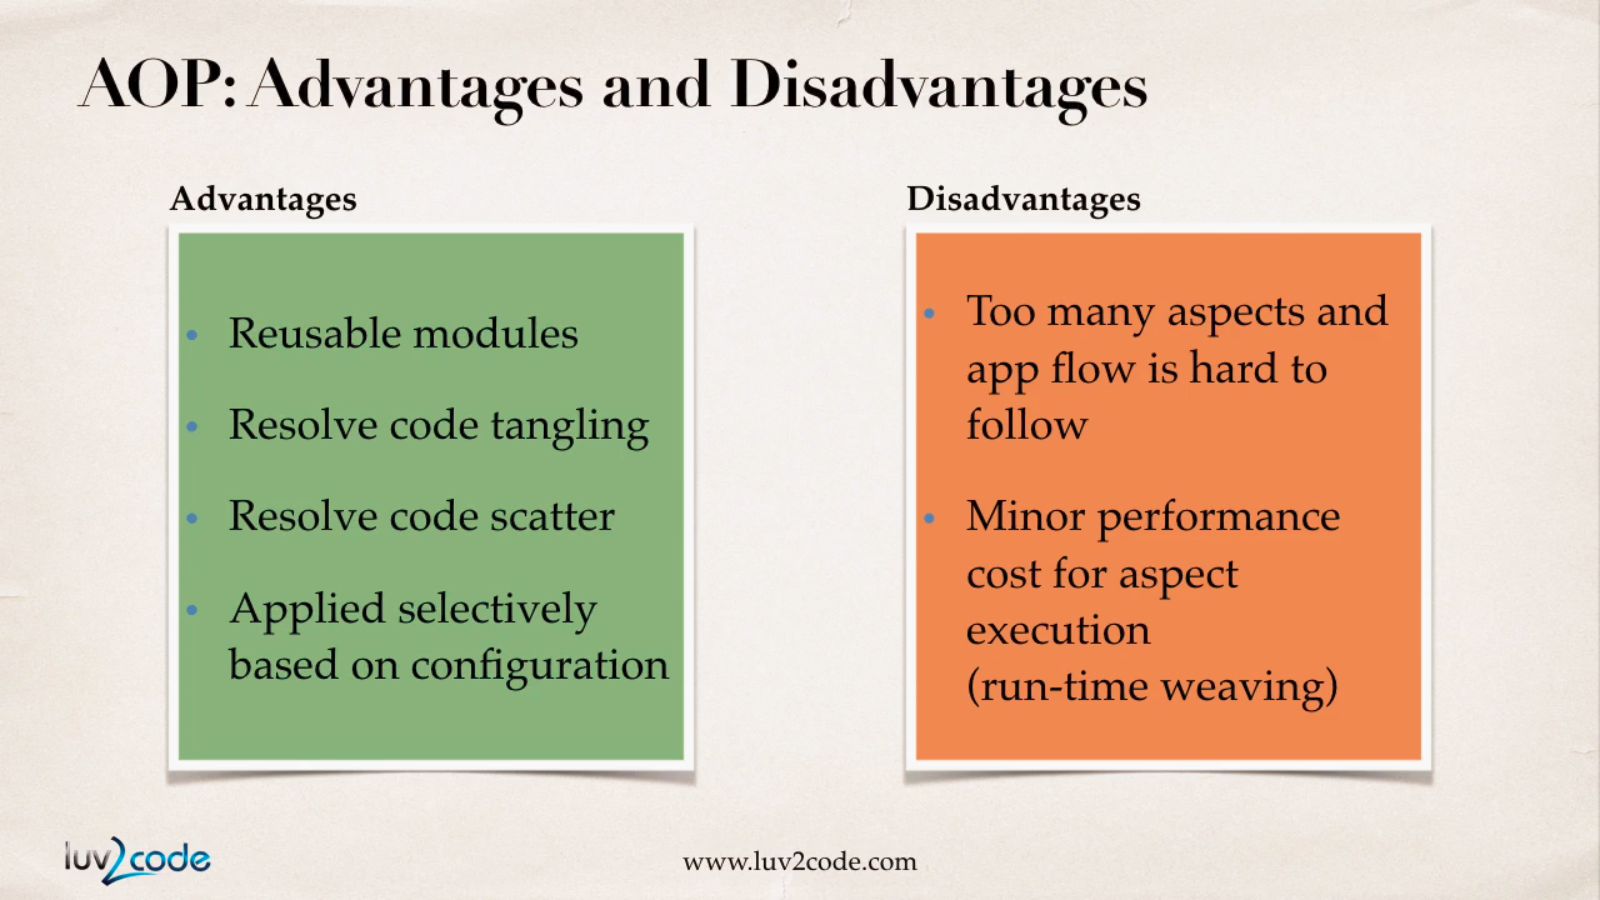 AOP: Advantages and Disadvantages
Advantages
• Reusable modules
• Resolve code tangling
• Resolve code scatter
• Applied selectively
based on configuration
Disadvantages
• Too many aspects and
app flow is hard to
follow
• Minor performance
cost for aspect
execution
(run-time weaving)
luv2code
www.luv2code.com